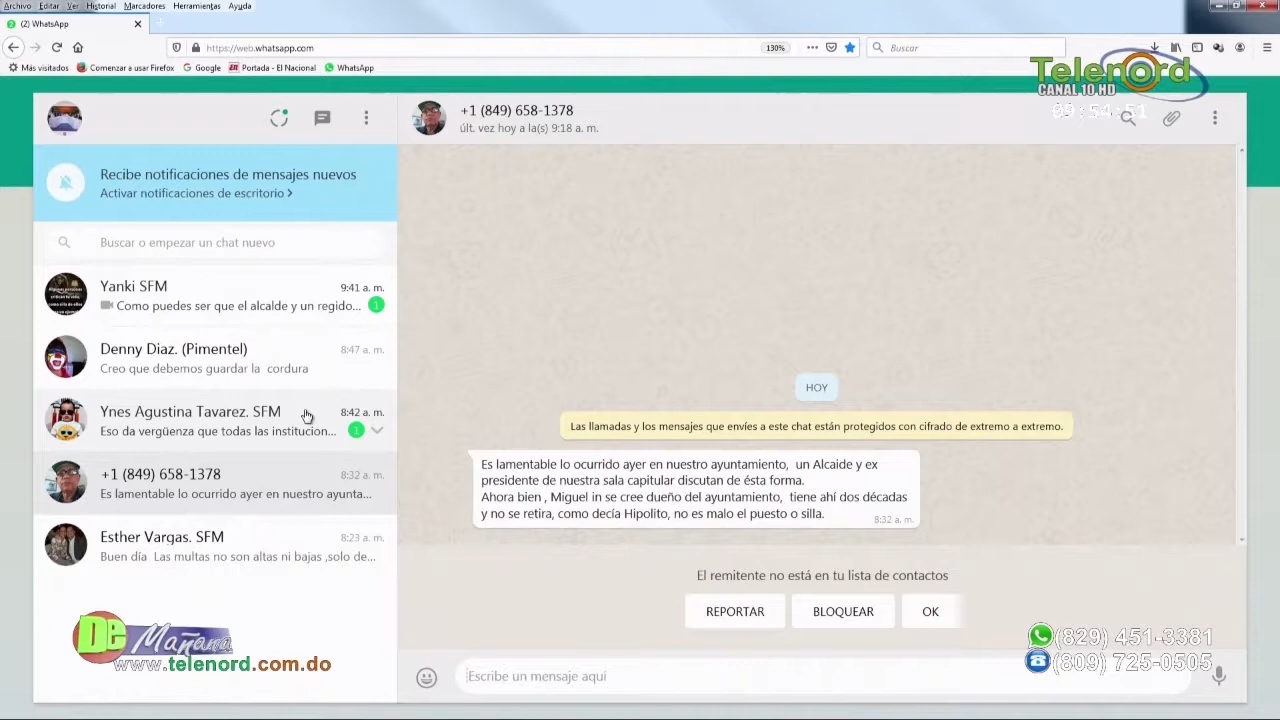 Archivo Editar Ver Historial Marcadores Herramientas Ayuda
(2) WhatsApp
https://web.whatsapp.com
130%
Buscar
Más visitados Comenzar a usar Firefox Google Portada - El Nacional WhatsApp
Telenord
CANAL 10 HD
09:54:51
+1 (849) 658-1378
últ. vez hoy a la(s) 9:18 a. m.
Recibe notificaciones de mensajes nuevos
Activar notificaciones de escritorio
Buscar o empezar un chat nuevo
Yanki SFM 9:41 a. m.
Como puedes ser que el alcalde y un regido... 1
Denny Diaz. (Pimentel) 8:47 a. m.
Creo que debemos guardar la cordura
Ynes Agustina Tavarez. SFM 8:42 a. m.
Eso da vergüenza que todas las institucion... 1
+1 (849) 658-1378 8:32 a. m.
Es lamentable lo ocurrido ayer en nuestro ayunta...
Esther Vargas. SFM 8:23 a. m.
Buen día Las multas no son altas ni bajas ,solo de...
HOY
Las llamadas y los mensajes que envíes a este chat están protegidos con cifrado de extremo a extremo.
Es lamentable lo ocurrido ayer en nuestro ayuntamiento, un Alcaide y ex
presidente de nuestra sala capitular discutan de ésta forma.
Ahora bien , Miguel in se cree dueño del ayuntamiento, tiene ahí dos décadas
y no se retira, como decía Hipolito, no es malo el puesto o silla.
8:32 a. m.
El remitente no está en tu lista de contactos
REPORTAR BLOQUEAR OK
Escribe un mensaje aquí
De Mañana
www.telenord.com.do
(829) 451-3381
(809) 725-0505